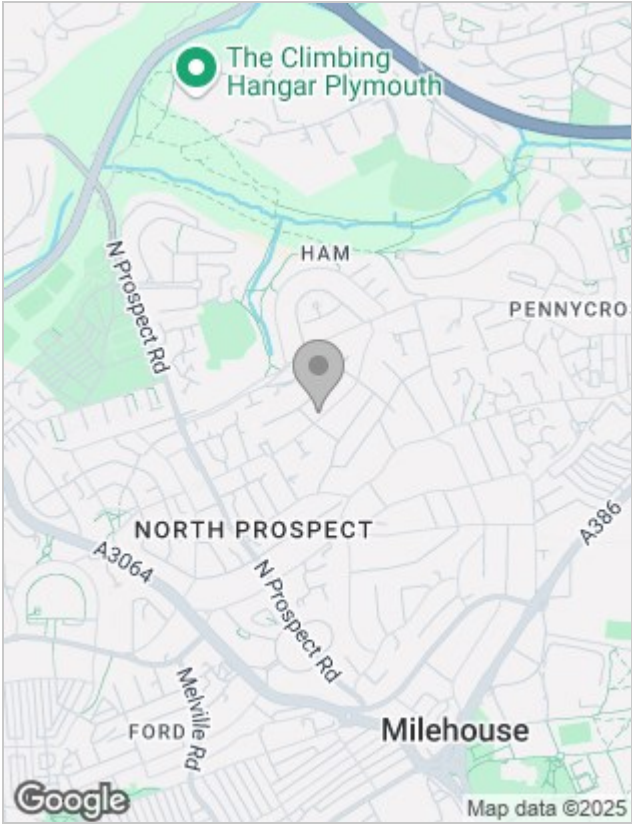 The Climbing
Hangar Plymouth
HAM
N Prospect Rd
PENNYCRO
NORTH PROSPECT
A386
A3064
N Prospect Rd
Melville Rd
FORD
Milehouse
Google
Map data ©2025